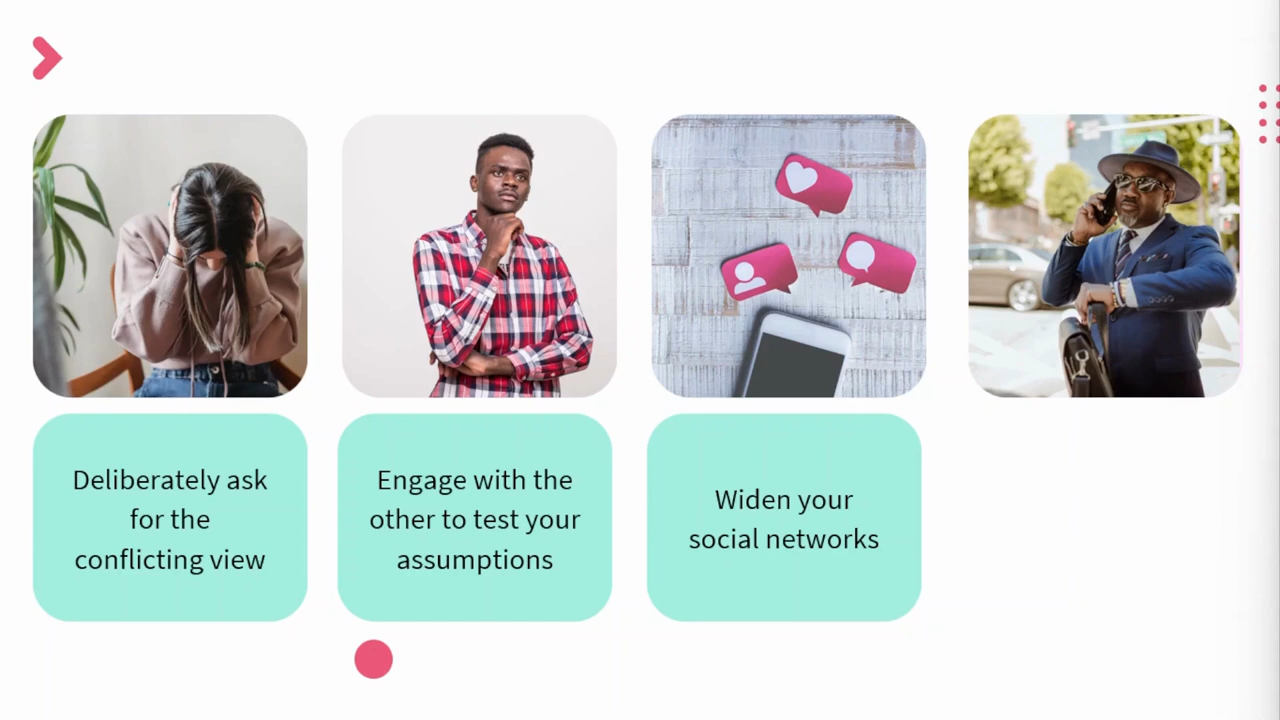 Deliberately ask
for the
conflicting view
Engage with the
other to test your
assumptions
Widen your
social networks